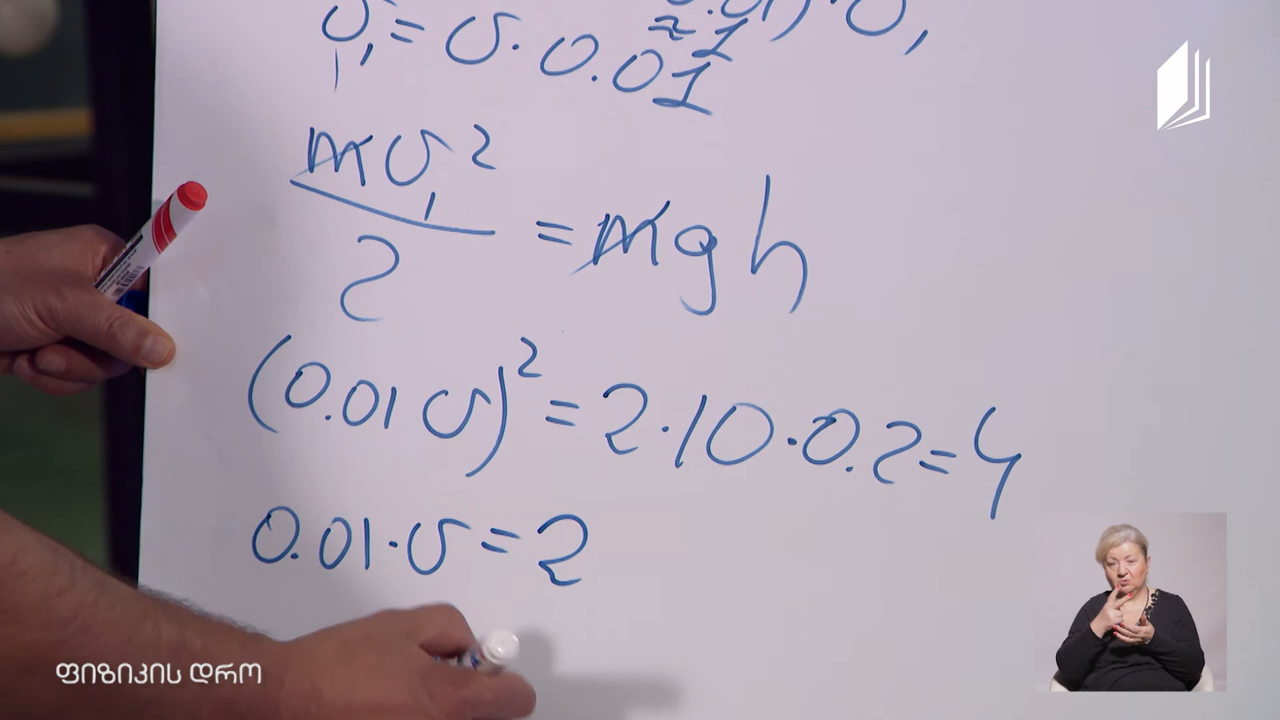 ≈1
υ₁ = υ · 0.01
mυ₁²/2 = mgh
(0.01υ)² = 2·10·0.2 = 4
0.01·υ = 2
ფიზიკის დრო